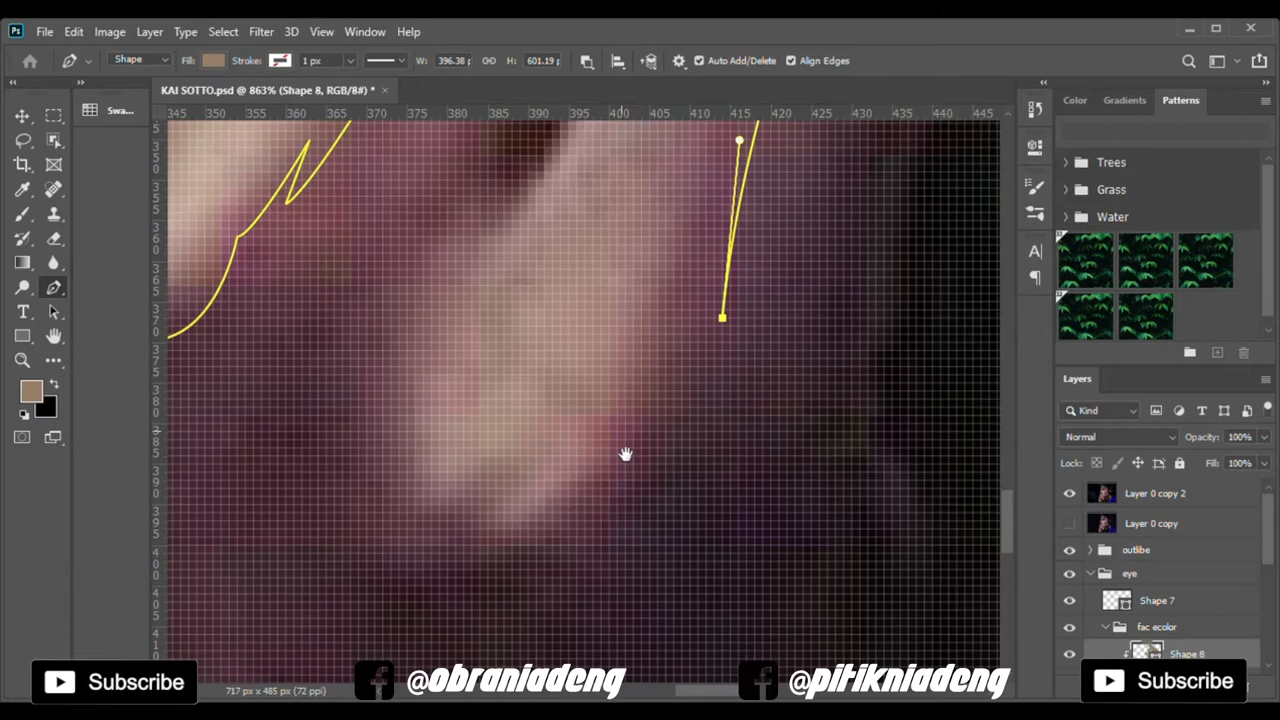 Ps File Edit Image Layer Type Select Filter 3D View Window Help
Shape Fill: Stroke: 1 px W: 396.38 p H: 601.19 p Auto Add/Delete Align Edges
KAI SOTTO.psd @ 863% (Shape 8, RGB/8#) * ×
Swa...
345 355 360 365 370 375 380 385 390 395 400 405 410 415 420 425 430 435 440 445
Color Gradients Patterns
Trees
Grass
Water
Layers
Kind
Normal Opacity: 100%
Lock: Fill: 100%
Layer 0 copy 2
Layer 0 copy
outlibe
eye
Shape 7
fac ecolor
Shape 8
717 px x 485 px (72 ppi)
Subscribe @obraniadeng @pitikniadeng Subscribe